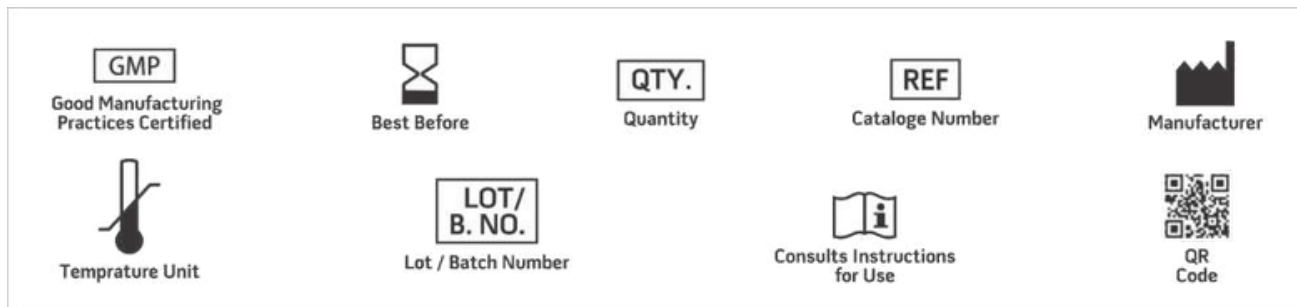 GMP
Good Manufacturing
Practices Certified
Best Before
QTY.
Quantity
REF
Cataloge Number
Manufacturer
Temprature Unit
LOT/
B. NO.
Lot / Batch Number
i
Consults Instructions
for Use
QR
Code